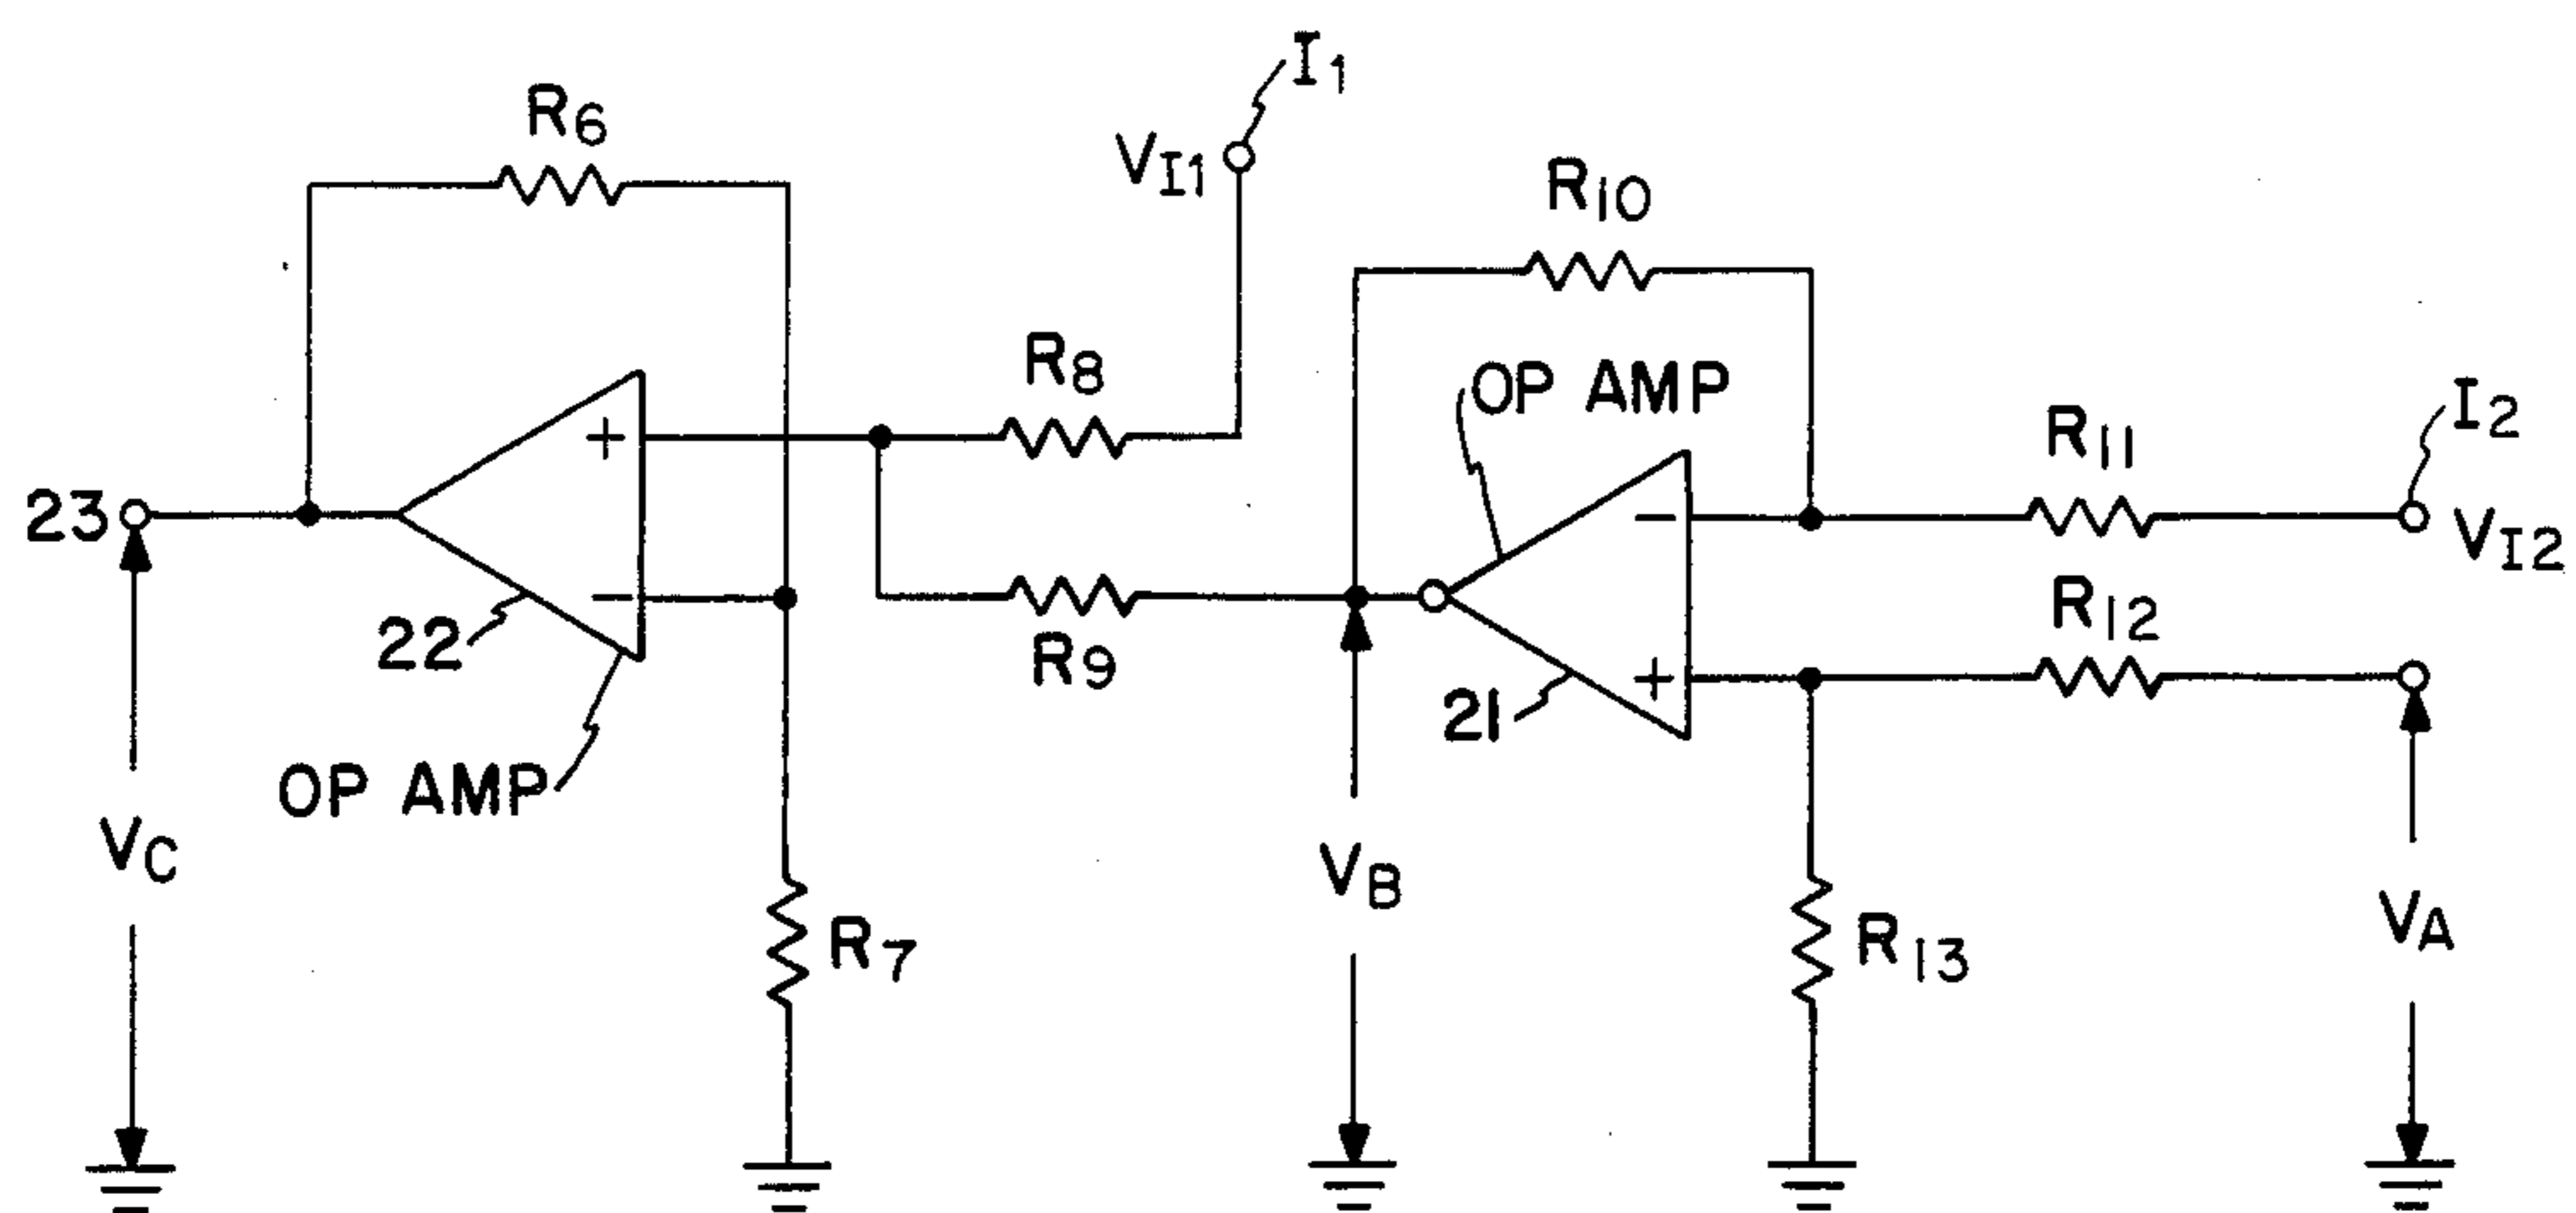 I1
R6
VI1
R10
R8
OP AMP
I2
R11
23
VI2
+
−
−
R12
22
R9
+
21
OP AMP
VC
VB
R7
R13
VA